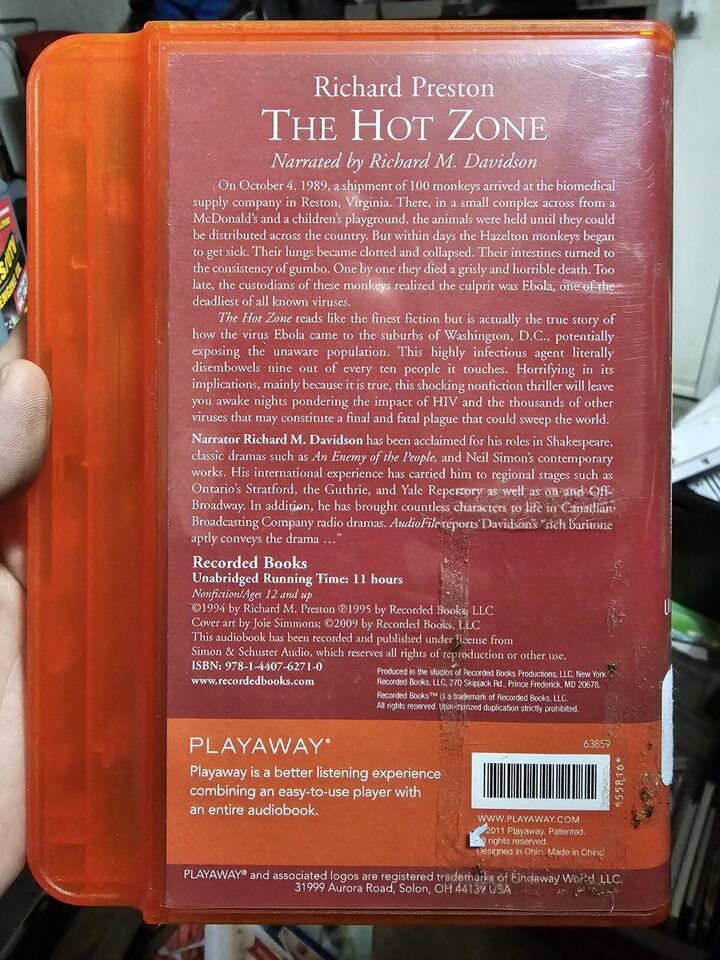 Richard Preston
THE HOT ZONE
Narrated by Richard M. Davidson
On October 4, 1989, a shipment of 100 monkeys arrived at the biomedical
supply company in Reston, Virginia. There, in a small complex across from a
McDonald's and a children's playground, the animals were held until they could
be distributed across the country. But within days the Hazelton monkeys began
to get sick. Their lungs became clotted and collapsed. Their intestines turned to
the consistency of gumbo. One by one they died a grisly and horrible death. Too
late, the custodians of these monkeys realized the culprit was Ebola, one of the
deadliest of all known viruses.
The Hot Zone reads like the finest fiction but is actually the true story of
how the virus Ebola came to the suburbs of Washington, D.C., potentially
exposing the unaware population. This highly infectious agent literally
disembowels nine out of every ten people it touches. Horrifying in its
implications, mainly because it is true, this shocking nonfiction thriller will leave
you awake nights pondering the impact of HIV and the thousands of other
viruses that may constitute a final and fatal plague that could sweep the world.
Narrator Richard M. Davidson has been acclaimed for his roles in Shakespeare,
classic dramas such as An Enemy of the People, and Neil Simon's contemporary
works. His international experience has carried him to regional stages such as
Ontario's Stratford, the Guthrie, and Yale Repertory as well as on and Off-
Broadway. In addition, he has brought countless characters to life in Canadian
Broadcasting Company radio dramas. AudioFile reports Davidson's "rich baritone
aptly conveys the drama …"
Recorded Books
Unabridged Running Time: 11 hours
Nonfiction/Ages 12 and up
©1994 by Richard M. Preston ℗1995 by Recorded Books, LLC
Cover art by Joie Simmons; ©2009 by Recorded Books, LLC
This audiobook has been recorded and published under license from
Simon & Schuster Audio, which reserves all rights of reproduction or other use.
ISBN: 978-1-4407-6271-0
www.recordedbooks.com
Produced in the studios of Recorded Books Productions, LLC, New York
Recorded Books, LLC, 270 Skipjack Rd., Prince Frederick, MD 20678.
Recorded Books™ is a trademark of Recorded Books, LLC.
All rights reserved. Unauthorized duplication strictly prohibited.
PLAYAWAY®
Playaway is a better listening experience
combining an easy-to-use player with
an entire audiobook.
63859
*55816*
WWW.PLAYAWAY.COM
2011 Playaway. Patented.
rights reserved.
Designed in Ohio. Made in China
PLAYAWAY® and associated logos are registered trademarks of Findaway World, LLC.
31999 Aurora Road, Solon, OH 44139 USA